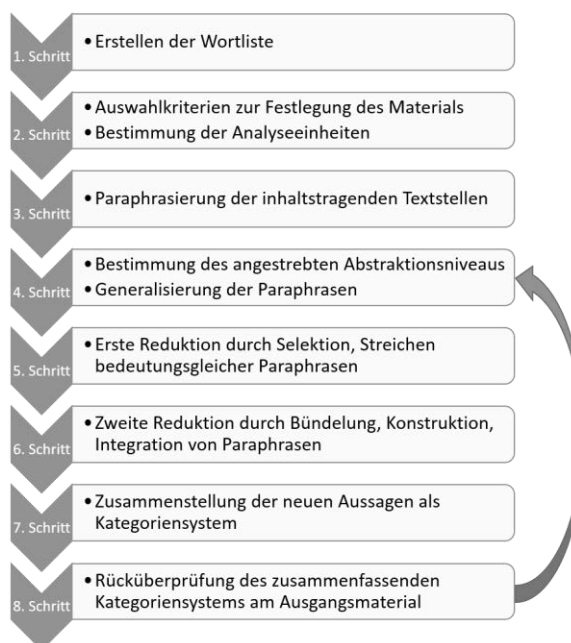 1. Schritt
• Erstellen der Wortliste
2. Schritt
• Auswahlkriterien zur Festlegung des Materials
• Bestimmung der Analyseeinheiten
3. Schritt
• Paraphrasierung der inhaltstragenden Textstellen
4. Schritt
• Bestimmung des angestrebten Abstraktionsniveaus
• Generalisierung der Paraphrasen
5. Schritt
• Erste Reduktion durch Selektion, Streichen
bedeutungsgleicher Paraphrasen
6. Schritt
• Zweite Reduktion durch Bündelung, Konstruktion,
Integration von Paraphrasen
7. Schritt
• Zusammenstellung der neuen Aussagen als
Kategoriensystem
8. Schritt
• Rücküberprüfung des zusammenfassenden
Kategoriensystems am Ausgangsmaterial